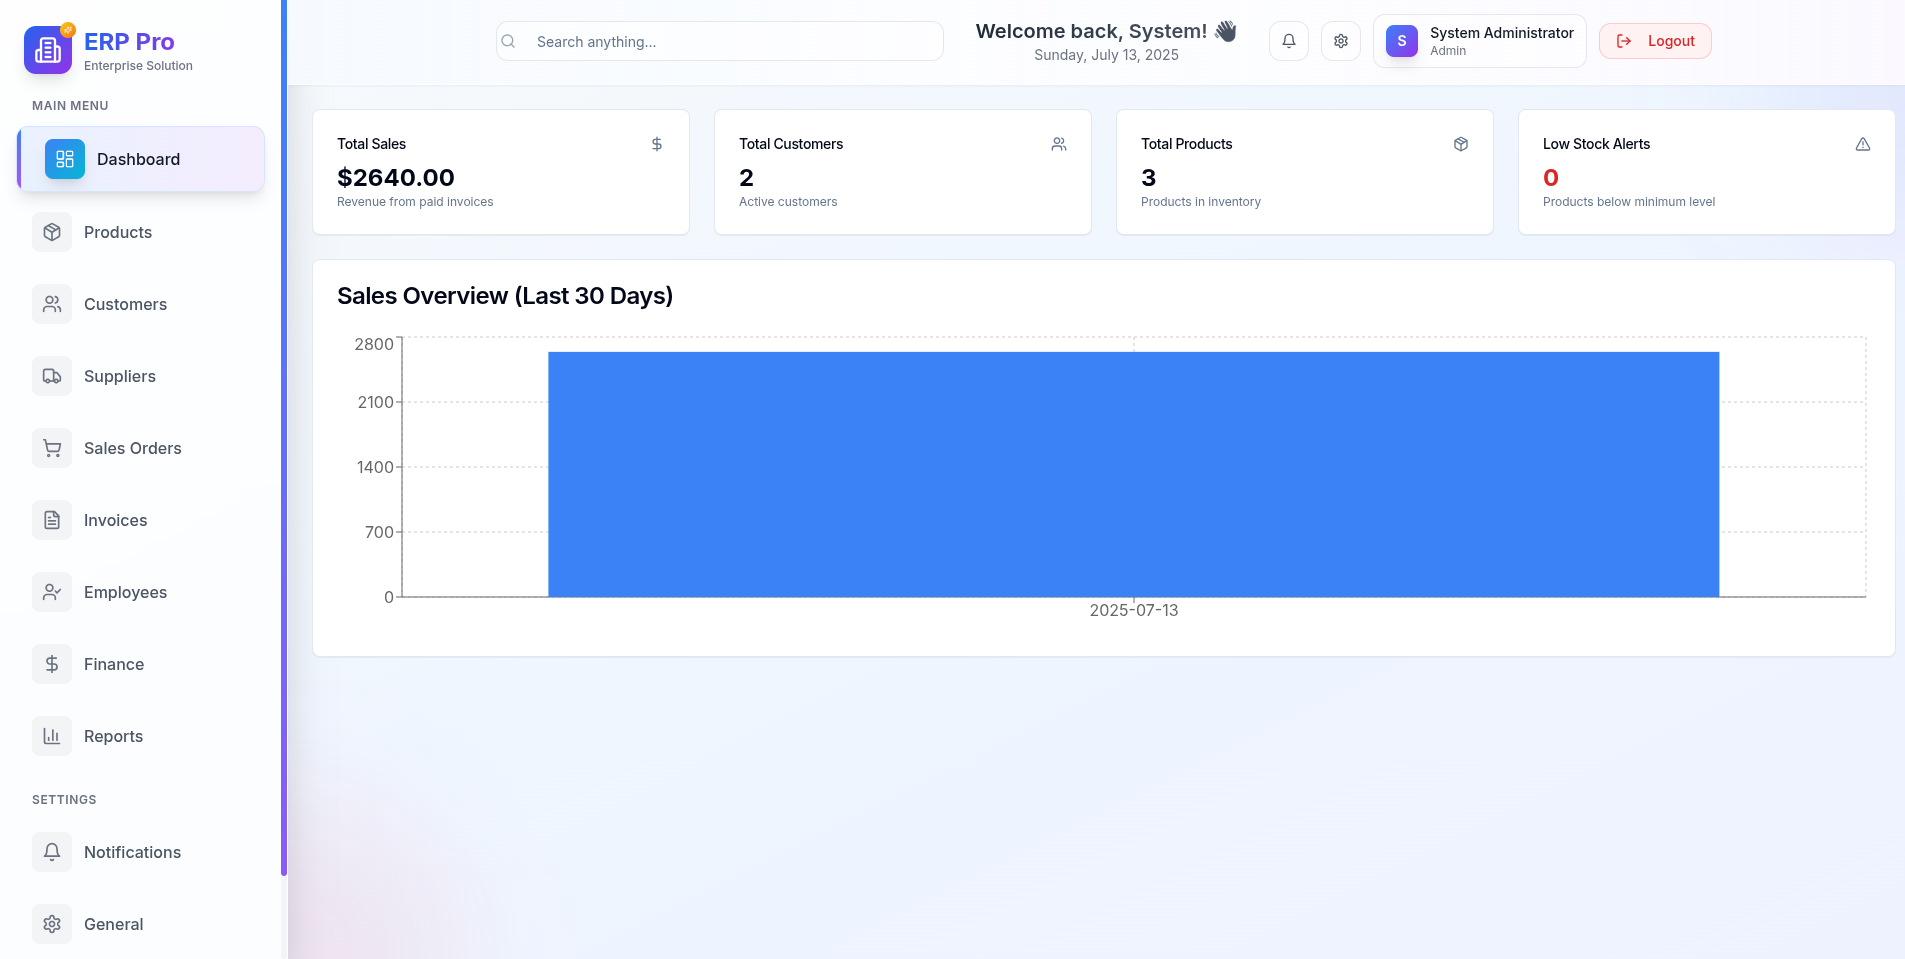 ERP Pro
Enterprise Solution
MAIN MENU
Dashboard
Products
Customers
Suppliers
Sales Orders
Invoices
Employees
Finance
Reports
SETTINGS
Notifications
General
Search anything...
Welcome back, System! 👋
Sunday, July 13, 2025
S
System Administrator
Admin
Logout
Total Sales
$2640.00
Revenue from paid invoices
Total Customers
2
Active customers
Total Products
3
Products in inventory
Low Stock Alerts
0
Products below minimum level
Sales Overview (Last 30 Days)
2800
2100
1400
700
0
2025-07-13